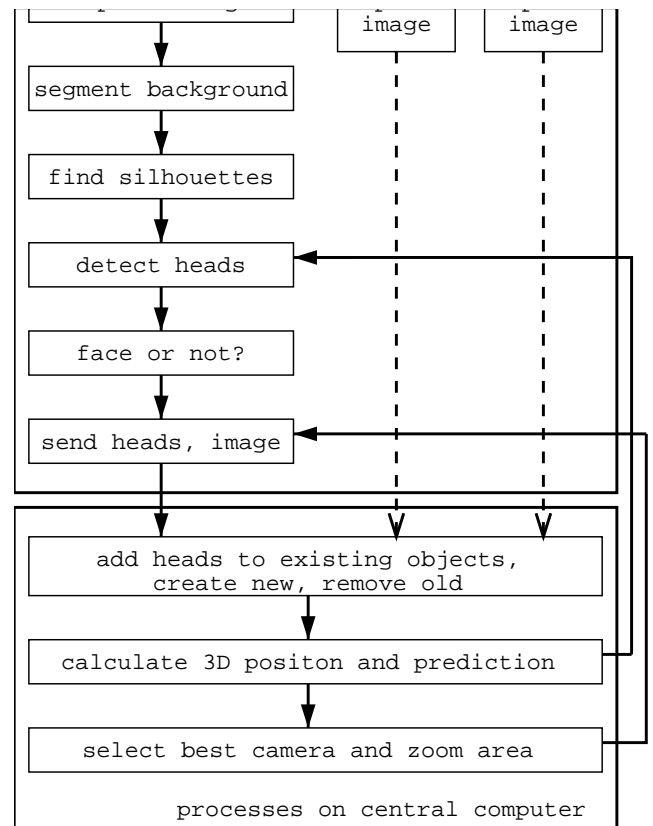 image
image
segment background
find silhouettes
detect heads
face or not?
send heads, image
add heads to existing objects,
create new, remove old
calculate 3D positon and prediction
select best camera and zoom area
processes on central computer